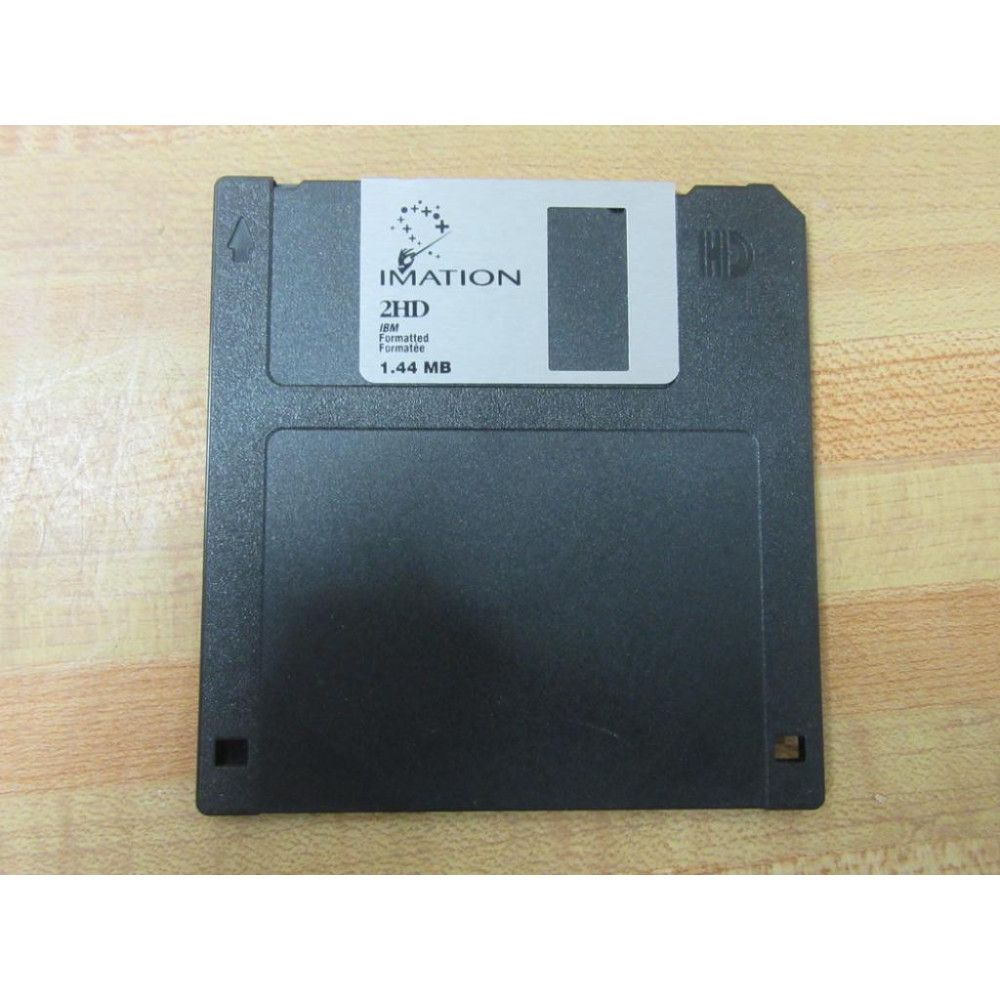 IMATION
2HD
IBM
Formatted
Formatée
1.44 MB
HD